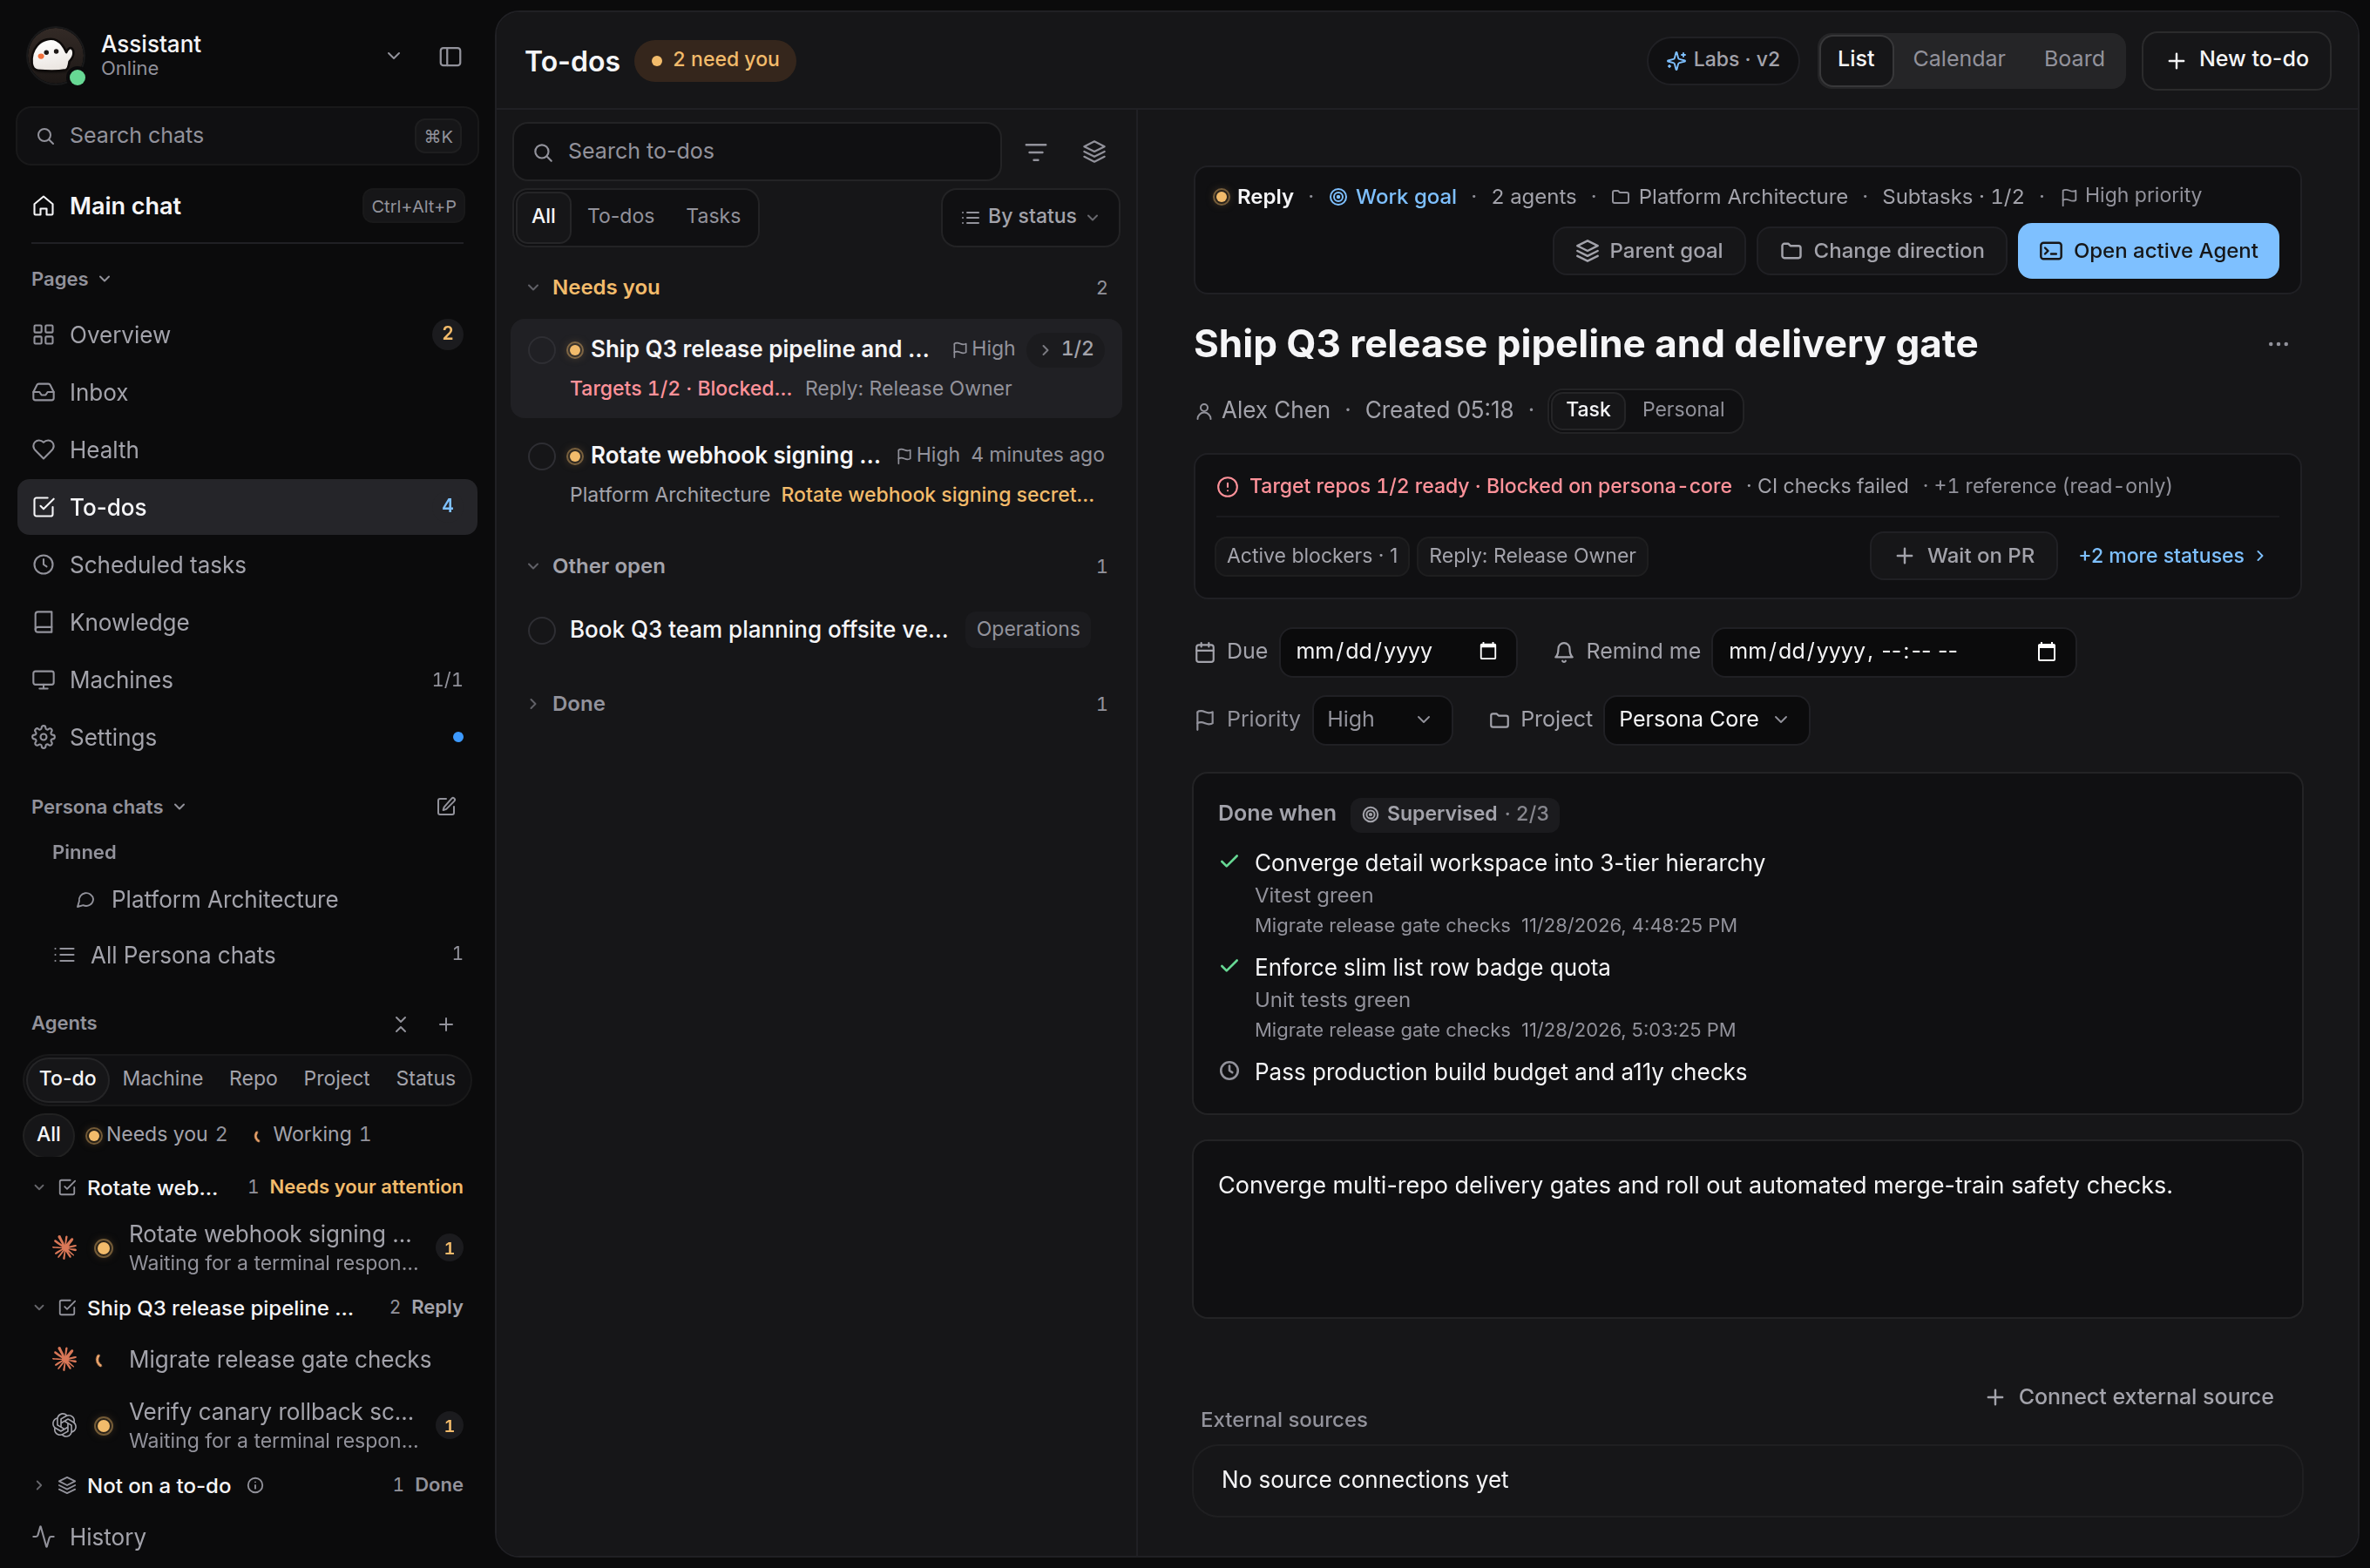 Assistant
Online
Search chats
⌘K
Main chat
Ctrl+Alt+P
Pages
Overview
2
Inbox
Health
To-dos
4
Scheduled tasks
Knowledge
Machines
1/1
Settings
Persona chats
Pinned
Platform Architecture
All Persona chats
1
Agents
To-do Machine Repo Project Status
All Needs you 2 Working 1
Rotate web... 1 Needs your attention
Rotate webhook signing ...
Waiting for a terminal respon...
1
Ship Q3 release pipeline ... 2 Reply
Migrate release gate checks
Verify canary rollback sc...
Waiting for a terminal respon...
1
Not on a to-do 1 Done
History
To-dos
2 need you
Labs · v2
List Calendar Board
New to-do
Search to-dos
All To-dos Tasks
By status
Needs you 2
Ship Q3 release pipeline and ... High 1/2
Targets 1/2 · Blocked... Reply: Release Owner
Rotate webhook signing ... High 4 minutes ago
Platform Architecture Rotate webhook signing secret...
Other open 1
Book Q3 team planning offsite ve... Operations
Done 1
Reply · Work goal · 2 agents · Platform Architecture · Subtasks · 1/2 · High priority
Parent goal
Change direction
Open active Agent
Ship Q3 release pipeline and delivery gate
Alex Chen · Created 05:18 · Task Personal
Target repos 1/2 ready · Blocked on persona-core · CI checks failed · +1 reference (read-only)
Active blockers · 1 Reply: Release Owner Wait on PR +2 more statuses
Due mm/dd/yyyy Remind me mm/dd/yyyy, --:-- --
Priority High Project Persona Core
Done when Supervised · 2/3
Converge detail workspace into 3-tier hierarchy
Vitest green
Migrate release gate checks 11/28/2026, 4:48:25 PM
Enforce slim list row badge quota
Unit tests green
Migrate release gate checks 11/28/2026, 5:03:25 PM
Pass production build budget and a11y checks
Converge multi-repo delivery gates and roll out automated merge-train safety checks.
Connect external source
External sources
No source connections yet